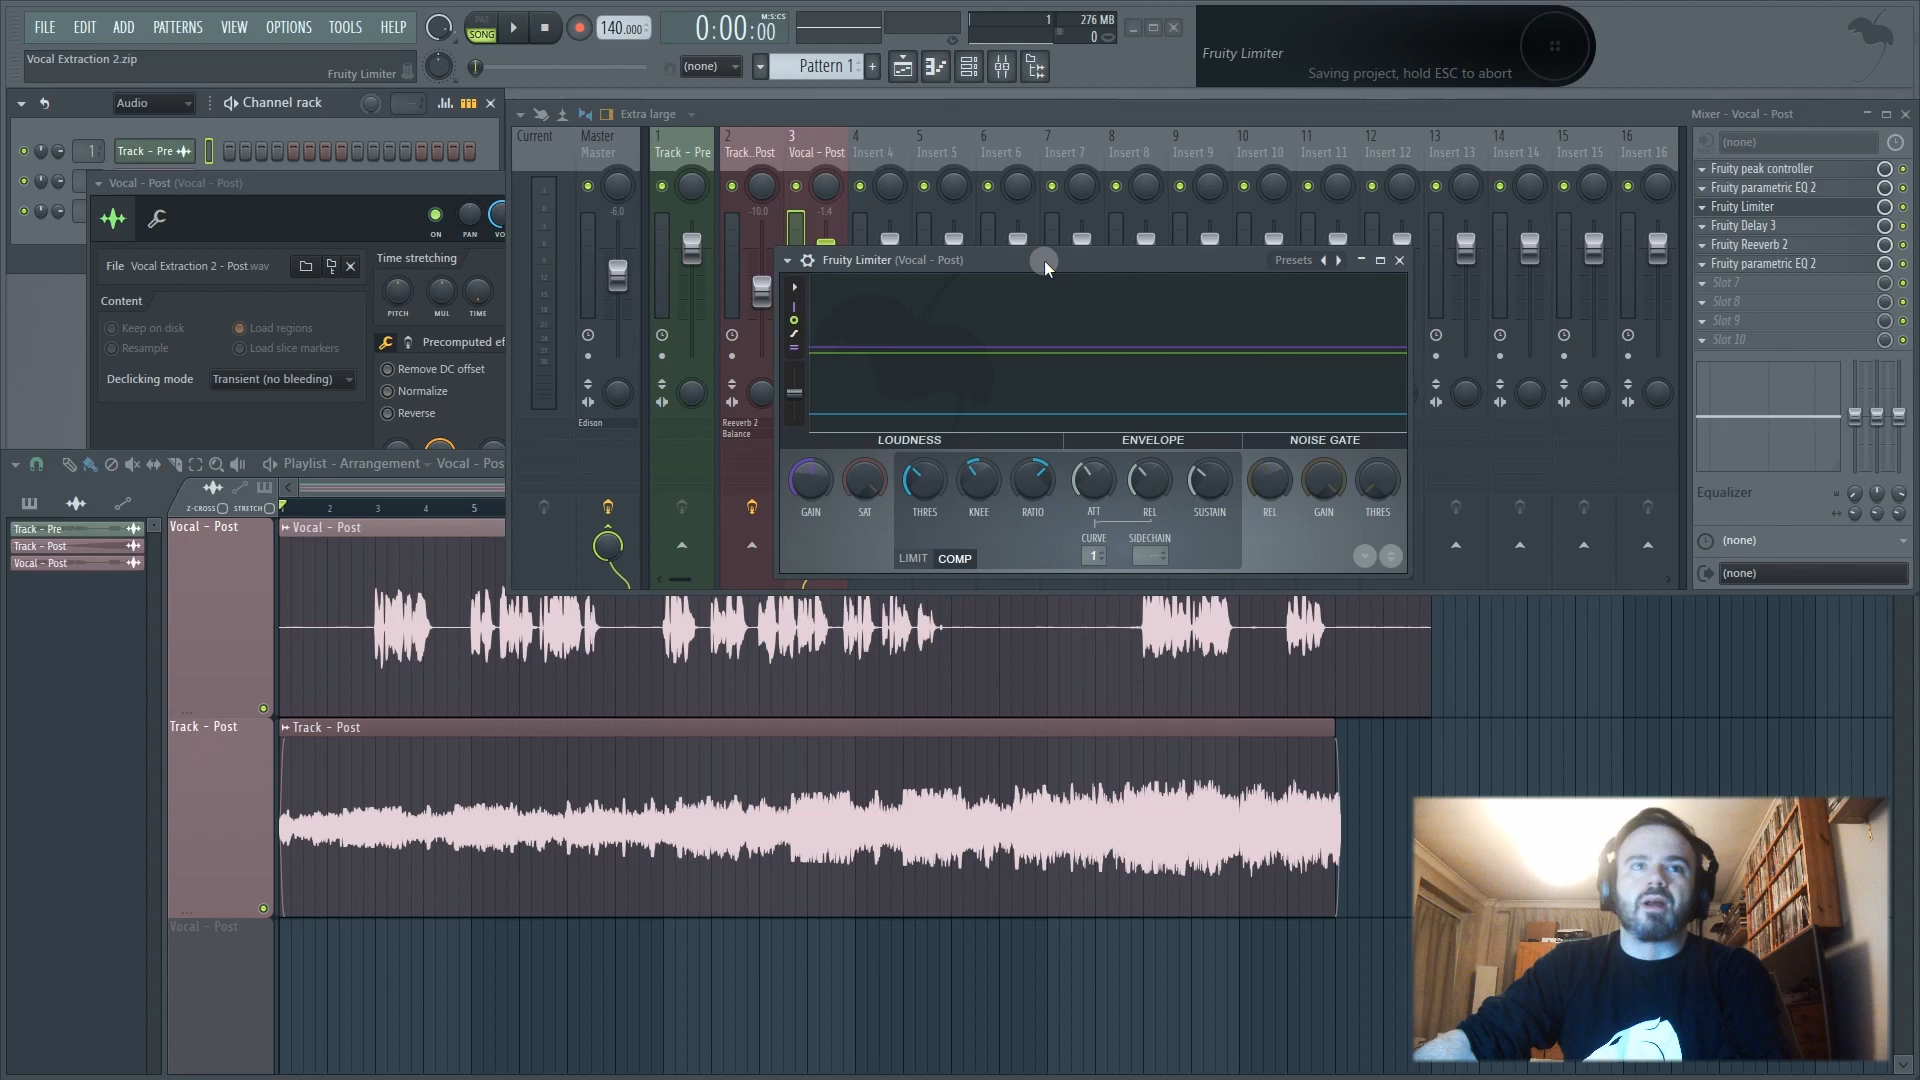 FILE EDIT ADD PATTERNS VIEW OPTIONS TOOLS HELP
PAT
SONG
140.000
0:00:00
M:S:CS
1
276 MB
0
Vocal Extraction 2.zip
Fruity Limiter
(none)
Pattern 1
+
Fruity Limiter
Saving project, hold ESC to abort
Audio
Channel rack
1
Track - Pre
Vocal - Post (Vocal - Post)
ON PAN VO
File Vocal Extraction 2 - Post.wav
Content
Keep on disk
Load regions
Resample
Load slice markers
Declicking mode
Transient (no bleeding)
Time stretching
PITCH MUL TIME
Precomputed ef
Remove DC offset
Normalize
Reverse
Extra large
Mixer - Vocal - Post
Current
Master
Master
1 2 3 4 5 6 7 8 9 10 11 12 13 14 15 16
Track - Pre Track..Post Vocal - Post Insert 4 Insert 5 Insert 6 Insert 7 Insert 8 Insert 9 Insert 10 Insert 11 Insert 12 Insert 13 Insert 14 Insert 15 Insert 16
-6.0
-10.0
-1.4
Edison
Reeverb 2
Balance
Fruity Limiter (Vocal - Post)
Presets
LOUDNESS ENVELOPE NOISE GATE
GAIN SAT THRES KNEE RATIO ATT REL SUSTAIN REL GAIN THRES
CURVE SIDECHAIN
LIMIT COMP
1
(none)
Fruity peak controller
Fruity parametric EQ 2
Fruity Limiter
Fruity Delay 3
Fruity Reeverb 2
Fruity parametric EQ 2
Slot 7
Slot 8
Slot 9
Slot 10
Equalizer
(none)
(none)
Playlist - Arrangement Vocal - Pos
Z-CROSS STRETCH
2 3 4 5
Track - Pre
Track - Post
Vocal - Post
Vocal - Post
Vocal - Post
Track - Post
Track - Post
Vocal - Post